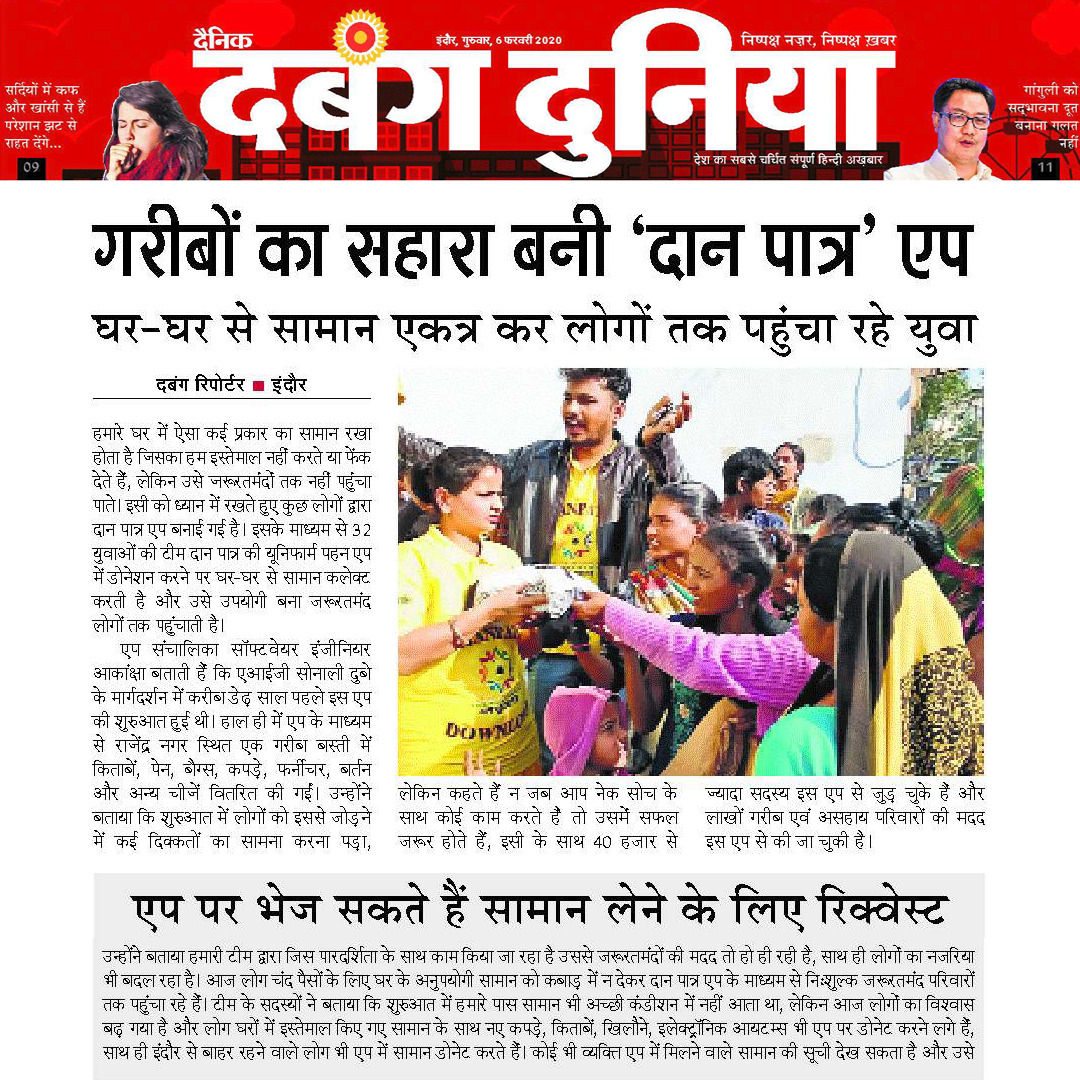 दैनिक
इंदौर, गुरुवार, 6 फरवरी 2020
निष्पक्ष नज़र, निष्पक्ष ख़बर
दबंग दुनिया
देश का सबसे चर्चित संपूर्ण हिन्दी अख़बार
सर्दियों में कफ
और खांसी से हैं
परेशान झट से
राहत देंगे...
09
गांगुली को
सद्भावना दूत
बनाना गलत
नहीं
11
गरीबों का सहारा बनी ‘दान पात्र’ एप
घर-घर से सामान एकत्र कर लोगों तक पहुंचा रहे युवा
दबंग रिपोर्टर ■ इंदौर
हमारे घर में ऐसा कई प्रकार का सामान रखा
होता है जिसका हम इस्तेमाल नहीं करते या फेंक
देते हैं, लेकिन उसे जरूरतमंदों तक नहीं पहुंचा
पाते। इसी को ध्यान में रखते हुए कुछ लोगों द्वारा
दान पात्र एप बनाई गई है। इसके माध्यम से 32
युवाओं की टीम दान पात्र की यूनिफार्म पहन एप
में डोनेशन करने पर घर-घर से सामान कलेक्ट
करती है और उसे उपयोगी बना जरूरतमंद
लोगों तक पहुंचाती है।
एप संचालिका सॉफ्टवेयर इंजीनियर
आकांक्षा बताती हैं कि एआईजी सोनाली दुबे
के मार्गदर्शन में करीब डेढ़ साल पहले इस एप
की शुरुआत हुई थी। हाल ही में एप के माध्यम
से राजेंद्र नगर स्थित एक गरीब बस्ती में
किताबें, पेन, बैग्स, कपड़े, फर्नीचर, बर्तन
और अन्य चीजें वितरित की गईं। उन्होंने
बताया कि शुरुआत में लोगों को इससे जोड़ने
में कई दिक्कतों का सामना करना पड़ा,
लेकिन कहते हैं न जब आप नेक सोच के
साथ कोई काम करते हैं तो उसमें सफल
जरूर होते हैं, इसी के साथ 40 हजार से
ज्यादा सदस्य इस एप से जुड़ चुके हैं और
लाखों गरीब एवं असहाय परिवारों की मदद
इस एप से की जा चुकी है।
DOWNLO
एप पर भेज सकते हैं सामान लेने के लिए रिक्वेस्ट
उन्होंने बताया हमारी टीम द्वारा जिस पारदर्शिता के साथ काम किया जा रहा है उससे जरूरतमंदों की मदद तो हो ही रही है, साथ ही लोगों का नजरिया
भी बदल रहा है। आज लोग चंद पैसों के लिए घर के अनुपयोगी सामान को कबाड़ में न देकर दान पात्र एप के माध्यम से निःशुल्क जरूरतमंद परिवारों
तक पहुंचा रहे हैं। टीम के सदस्यों ने बताया कि शुरुआत में हमारे पास सामान भी अच्छी कंडीशन में नहीं आता था, लेकिन आज लोगों का विश्वास
बढ़ गया है और लोग घरों में इस्तेमाल किए गए सामान के साथ नए कपड़े, किताबें, खिलौने, इलेक्ट्रॉनिक आयटम्स भी एप पर डोनेट करने लगे हैं,
साथ ही इंदौर से बाहर रहने वाले लोग भी एप में सामान डोनेट करते हैं। कोई भी व्यक्ति एप में मिलने वाले सामान की सूची देख सकता है और उसे